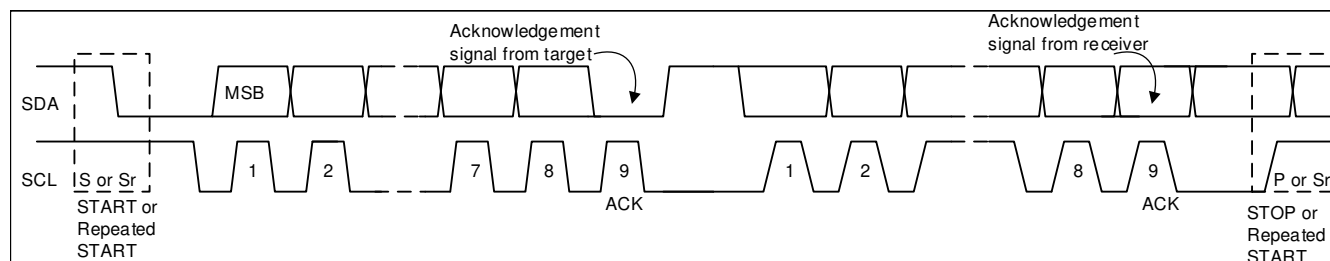 Acknowledgement
signal from target
Acknowledgement
signal from receiver
SDA
MSB
SCL
S or Sr
1
2
7
8
9
1
2
8
9
P or Sr
START or
Repeated
START
ACK
ACK
STOP or
Repeated
START